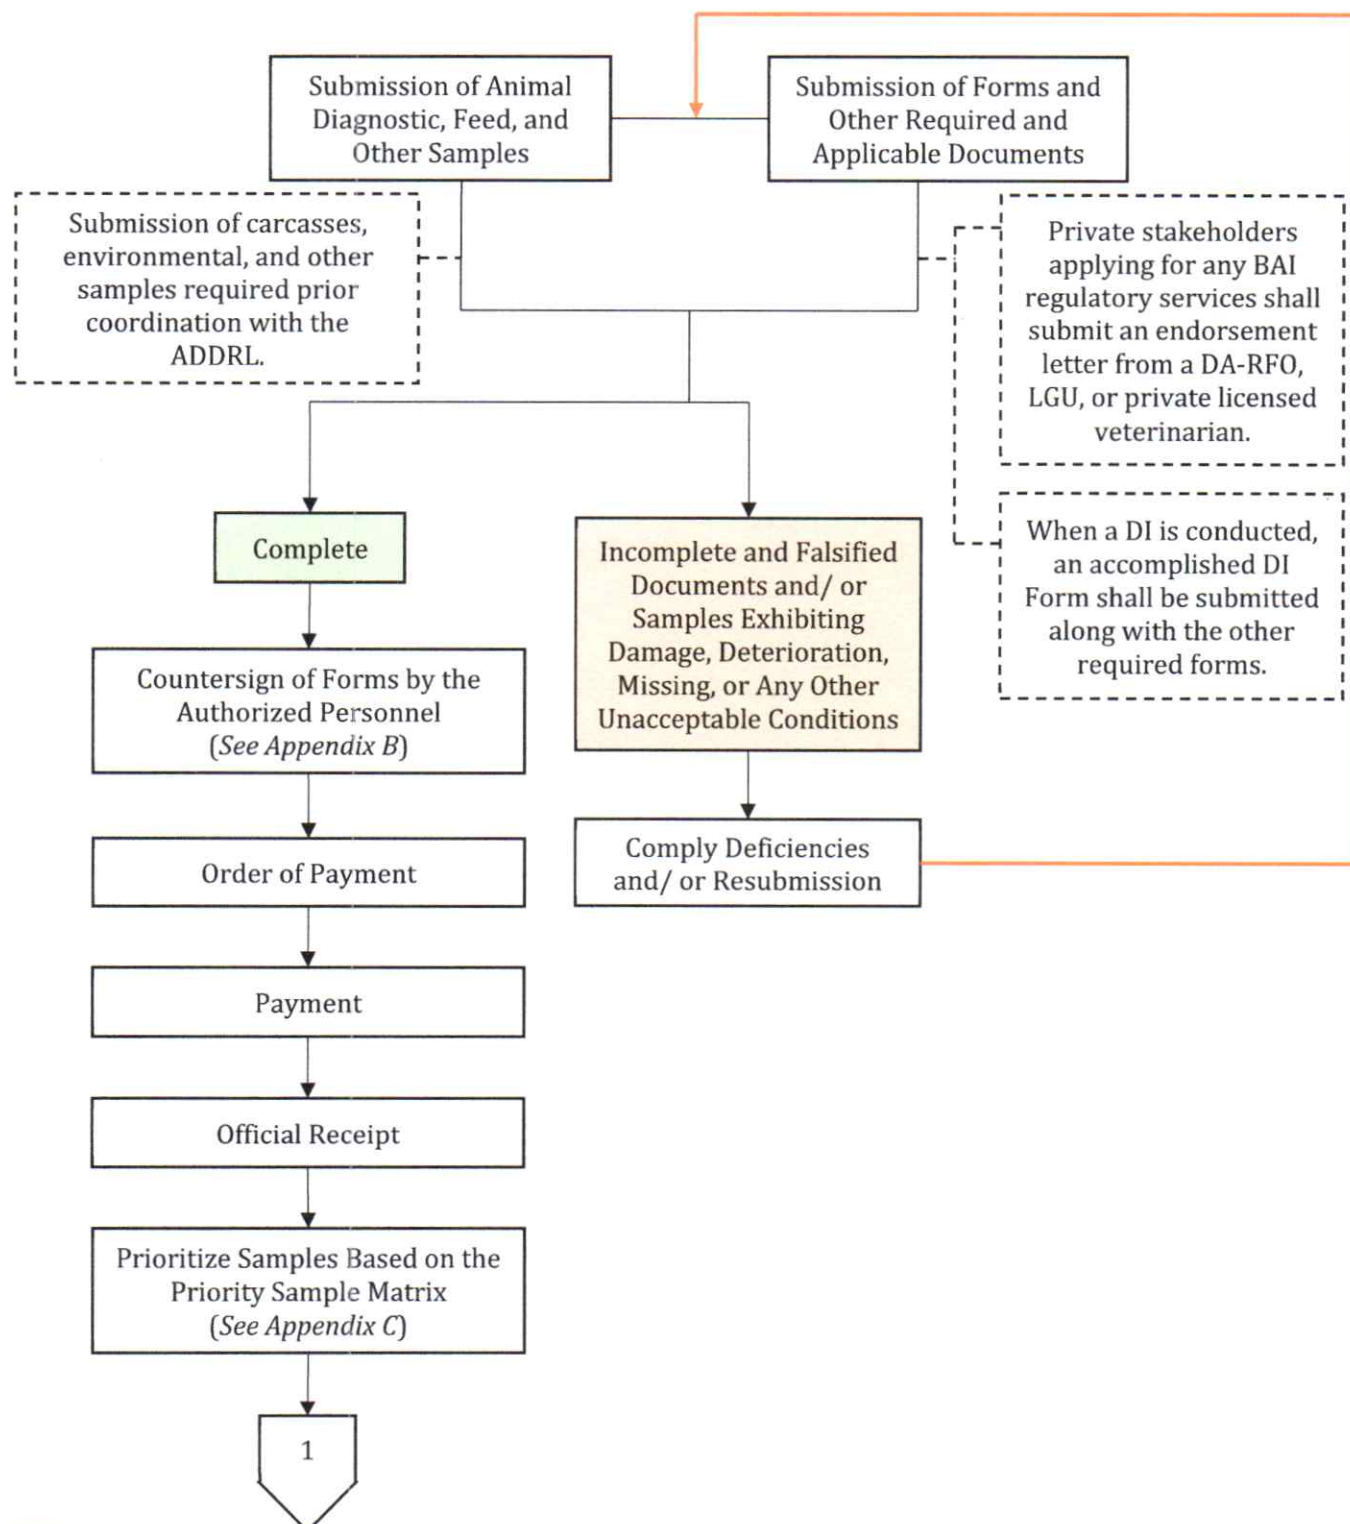 Submission of Animal
Diagnostic, Feed, and
Other Samples
Submission of Forms and
Other Required and
Applicable Documents
Submission of carcasses,
environmental, and other
samples required prior
coordination with the
ADDRL.
Private stakeholders
applying for any BAI
regulatory services shall
submit an endorsement
letter from a DA-RFO,
LGU, or private licensed
veterinarian.
When a DI is conducted,
an accomplished DI
Form shall be submitted
along with the other
required forms.
Complete
Incomplete and Falsified
Documents and/ or
Samples Exhibiting
Damage, Deterioration,
Missing, or Any Other
Unacceptable Conditions
Countersign of Forms by the
Authorized Personnel
(See Appendix B)
Comply Deficiencies
and/ or Resubmission
Order of Payment
Payment
Official Receipt
Prioritize Samples Based on the
Priority Sample Matrix
(See Appendix C)
1